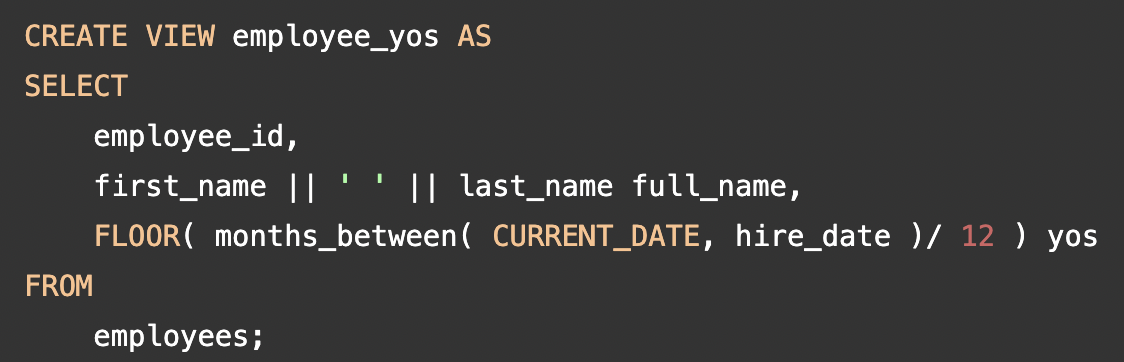 CREATE VIEW employee_yos AS
SELECT
    employee_id,
    first_name || ' ' || last_name full_name,
    FLOOR( months_between( CURRENT_DATE, hire_date )/ 12 ) yos
FROM
    employees;